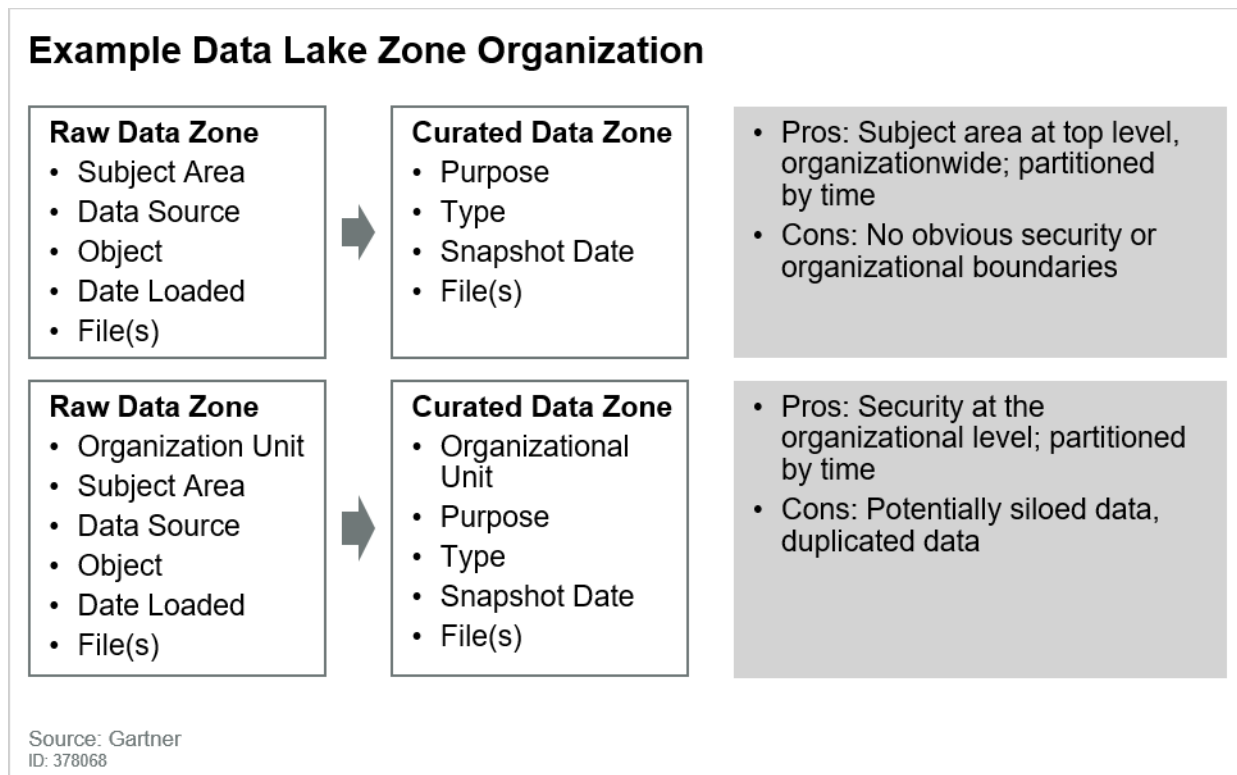 Example Data Lake Zone Organization
Raw Data Zone
• Subject Area
• Data Source
• Object
• Date Loaded
• File(s)
Curated Data Zone
• Purpose
• Type
• Snapshot Date
• File(s)
• Pros: Subject area at top level,
organizationwide; partitioned
by time
• Cons: No obvious security or
organizational boundaries
Raw Data Zone
• Organization Unit
• Subject Area
• Data Source
• Object
• Date Loaded
• File(s)
Curated Data Zone
• Organizational
Unit
• Purpose
• Type
• Snapshot Date
• File(s)
• Pros: Security at the
organizational level; partitioned
by time
• Cons: Potentially siloed data,
duplicated data
Source: Gartner
ID: 378068